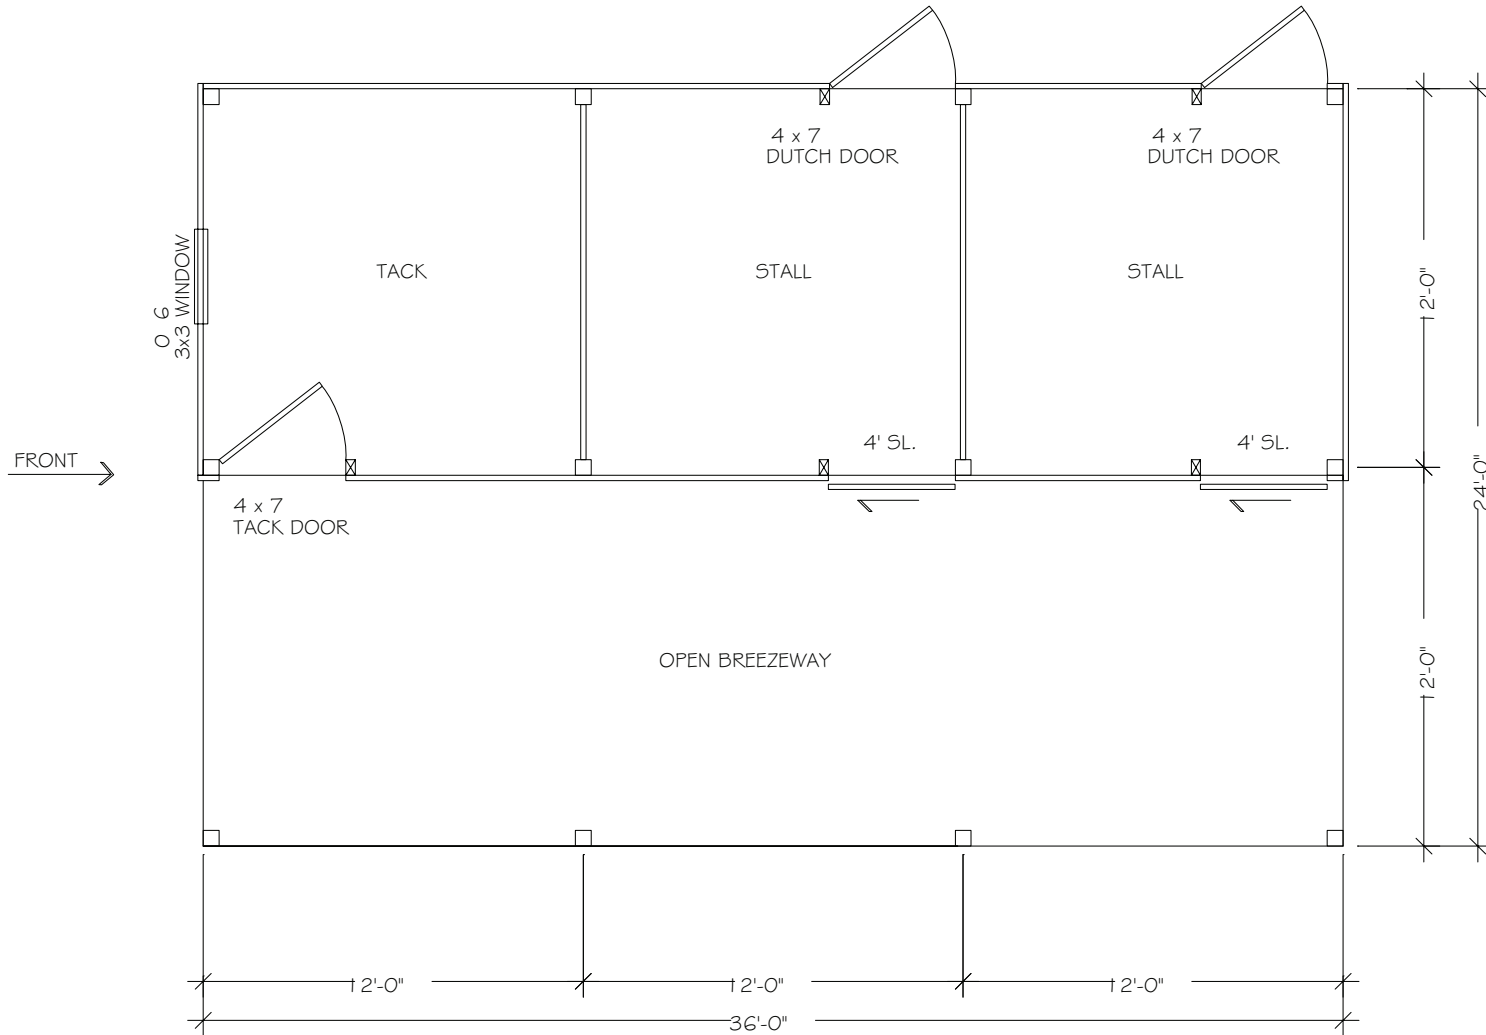 4 x 7
DUTCH DOOR
4 x 7
DUTCH DOOR
TACK
STALL
STALL
O 6
3x3 WINDOW
12'-0"
4' SL.
4' SL.
FRONT
24'-0"
4 x 7
TACK DOOR
OPEN BREEZEWAY
12'-0"
12'-0"
12'-0"
12'-0"
36'-0"